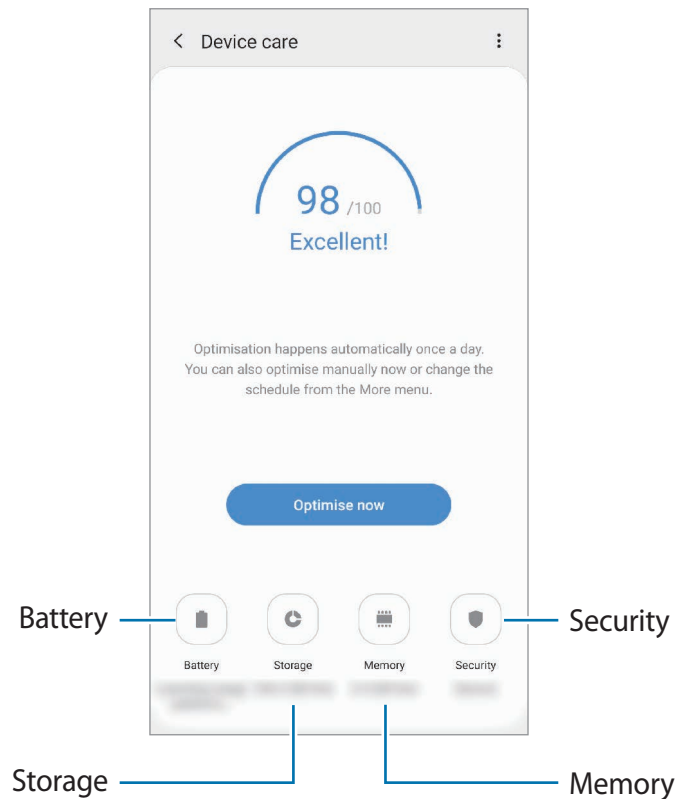 Device care
98 /100
Excellent!
Optimisation happens automatically once a day.
You can also optimise manually now or change the
schedule from the More menu.
Optimise now
Battery
Security
Battery Storage Memory Security
Storage
Memory